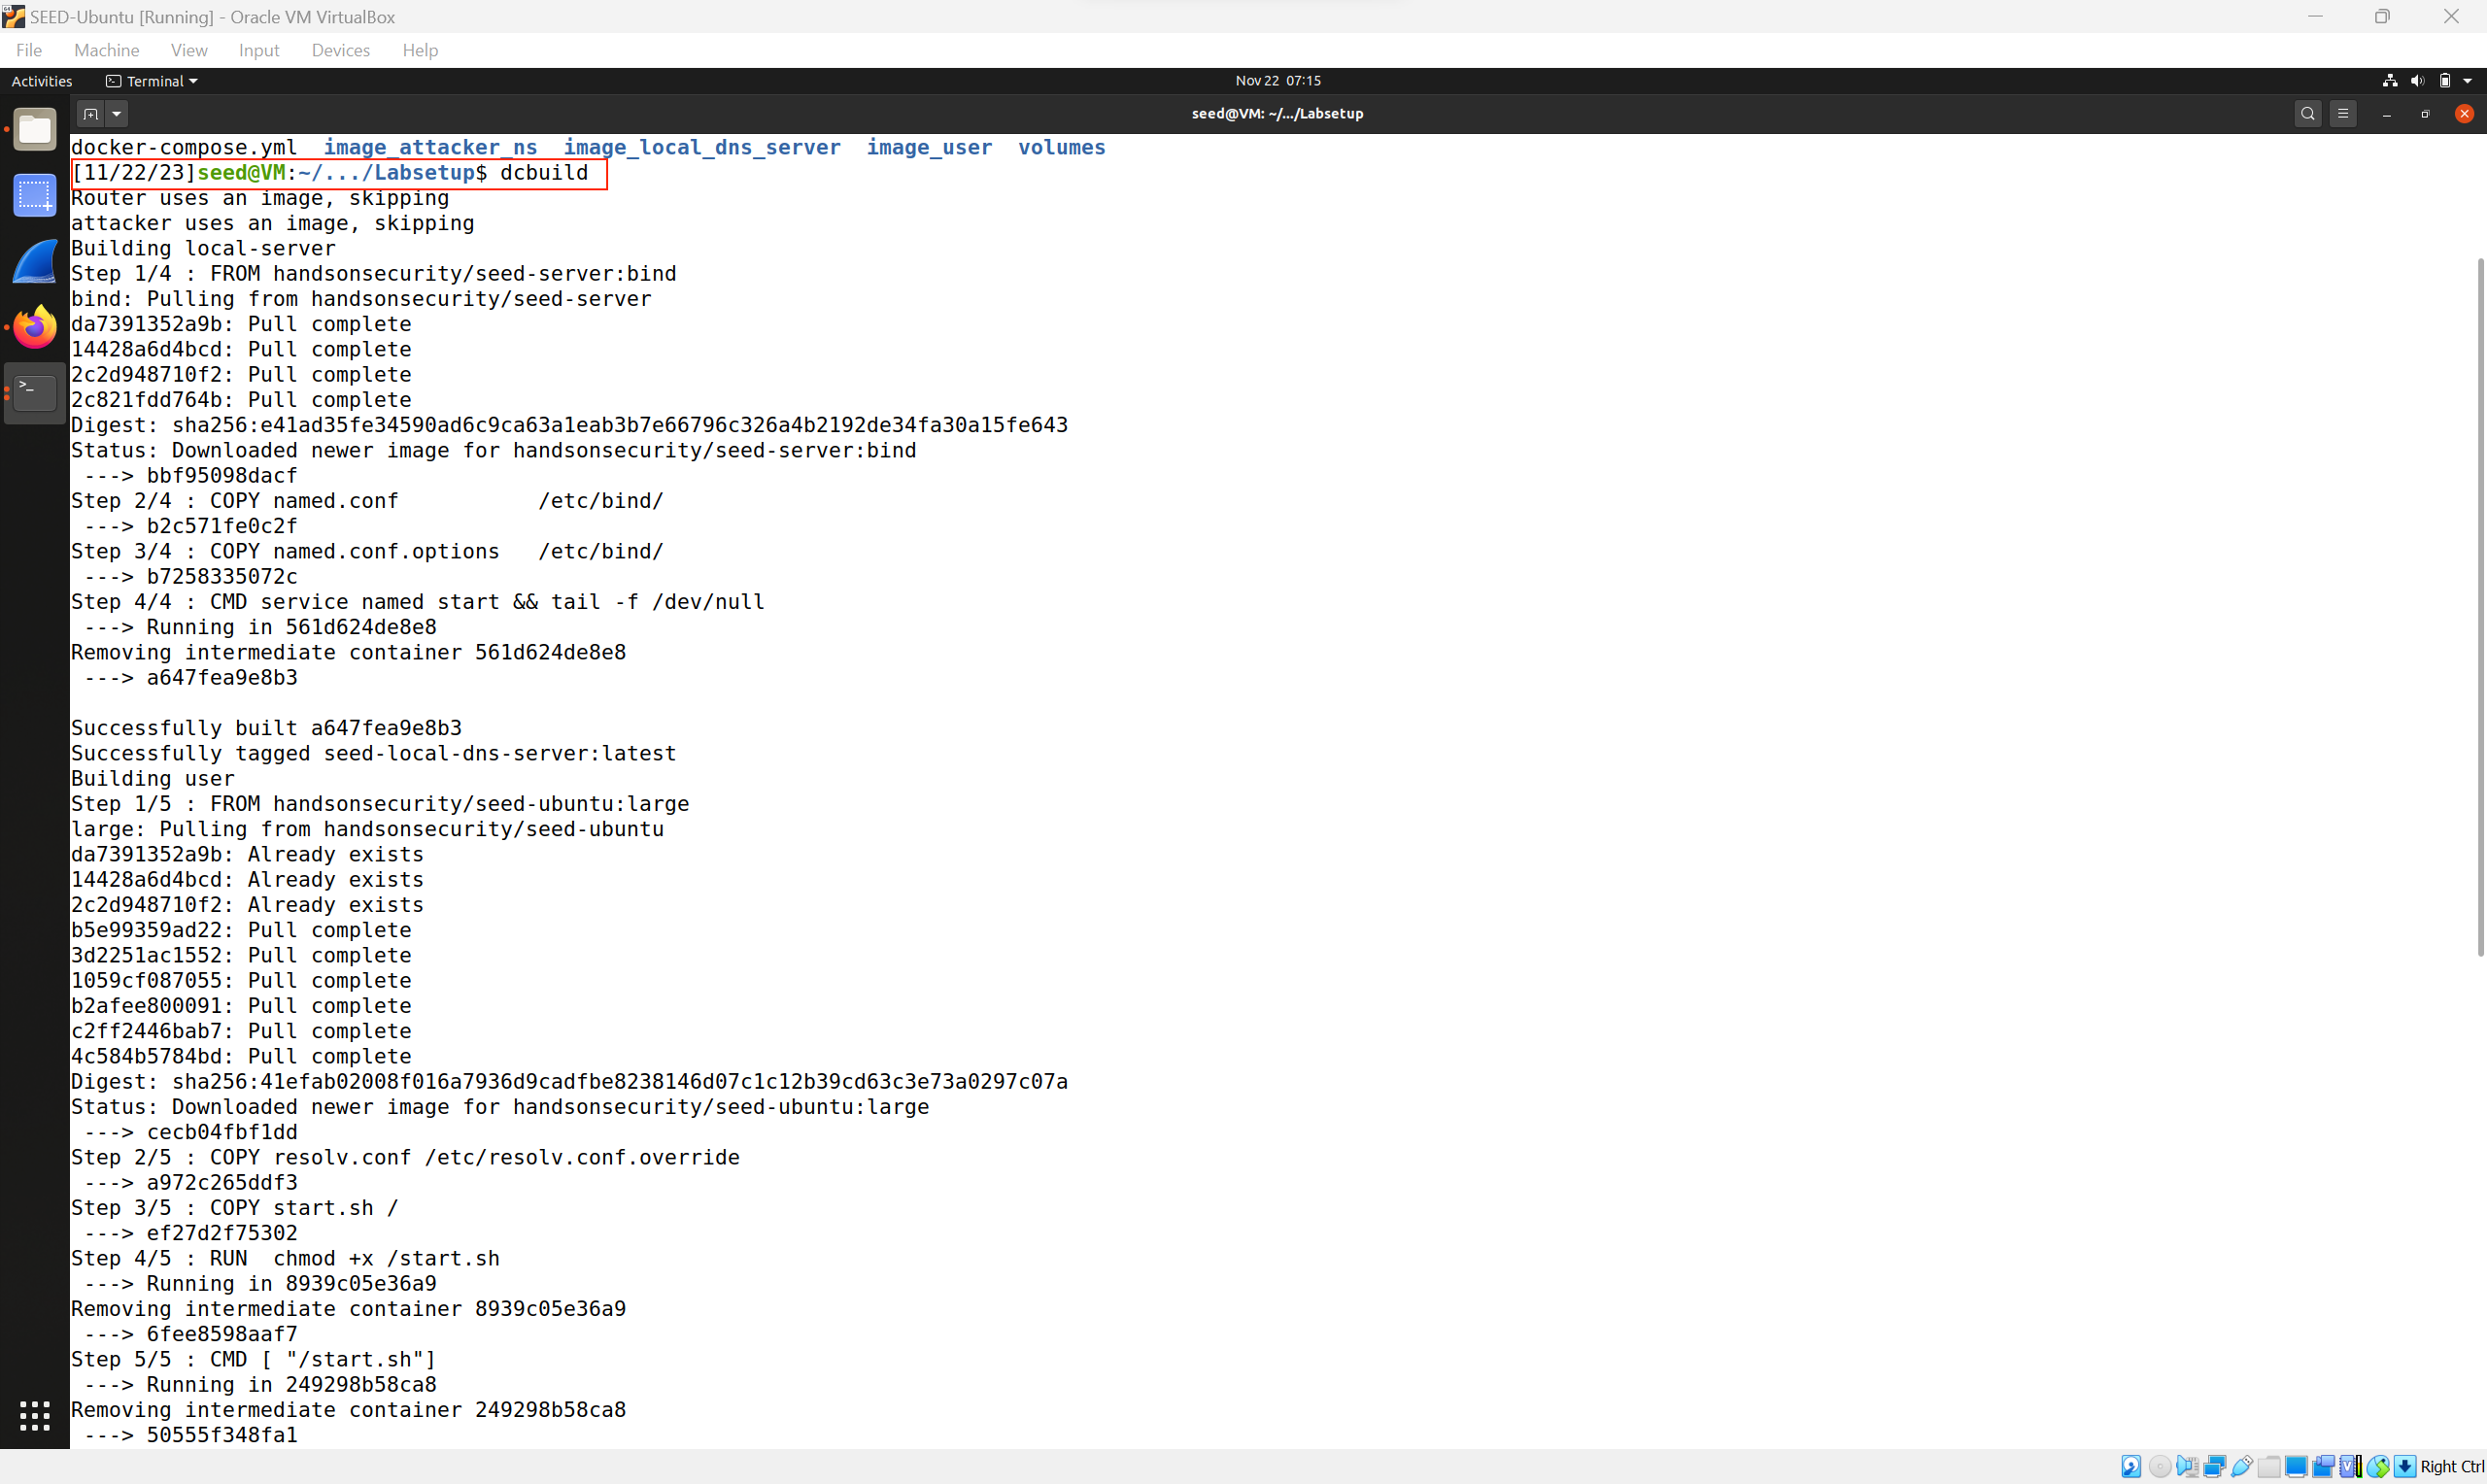 SEED-Ubuntu [Running] - Oracle VM VirtualBox
File Machine View Input Devices Help
Activities Terminal Nov 22 07:15
seed@VM: ~/.../Labsetup
docker-compose.yml image_attacker_ns image_local_dns_server image_user volumes
[11/22/23]seed@VM:~/.../Labsetup$ dcbuild
Router uses an image, skipping
attacker uses an image, skipping
Building local-server
Step 1/4 : FROM handsonsecurity/seed-server:bind
bind: Pulling from handsonsecurity/seed-server
da7391352a9b: Pull complete
14428a6d4bcd: Pull complete
2c2d948710f2: Pull complete
2c821fdd764b: Pull complete
Digest: sha256:e41ad35fe34590ad6c9ca63a1eab3b7e66796c326a4b2192de34fa30a15fe643
Status: Downloaded newer image for handsonsecurity/seed-server:bind
---> bbf95098dacf
Step 2/4 : COPY named.conf /etc/bind/
---> b2c571fe0c2f
Step 3/4 : COPY named.conf.options /etc/bind/
---> b7258335072c
Step 4/4 : CMD service named start && tail -f /dev/null
---> Running in 561d624de8e8
Removing intermediate container 561d624de8e8
---> a647fea9e8b3
Successfully built a647fea9e8b3
Successfully tagged seed-local-dns-server:latest
Building user
Step 1/5 : FROM handsonsecurity/seed-ubuntu:large
large: Pulling from handsonsecurity/seed-ubuntu
da7391352a9b: Already exists
14428a6d4bcd: Already exists
2c2d948710f2: Already exists
b5e99359ad22: Pull complete
3d2251ac1552: Pull complete
1059cf087055: Pull complete
b2afee800091: Pull complete
c2ff2446bab7: Pull complete
4c584b5784bd: Pull complete
Digest: sha256:41efab02008f016a7936d9cadfbe8238146d07c1c12b39cd63c3e73a0297c07a
Status: Downloaded newer image for handsonsecurity/seed-ubuntu:large
---> cecb04fbf1dd
Step 2/5 : COPY resolv.conf /etc/resolv.conf.override
---> a972c265ddf3
Step 3/5 : COPY start.sh /
---> ef27d2f75302
Step 4/5 : RUN chmod +x /start.sh
---> Running in 8939c05e36a9
Removing intermediate container 8939c05e36a9
---> 6fee8598aaf7
Step 5/5 : CMD [ "/start.sh"]
---> Running in 249298b58ca8
Removing intermediate container 249298b58ca8
---> 50555f348fa1
Right Ctrl